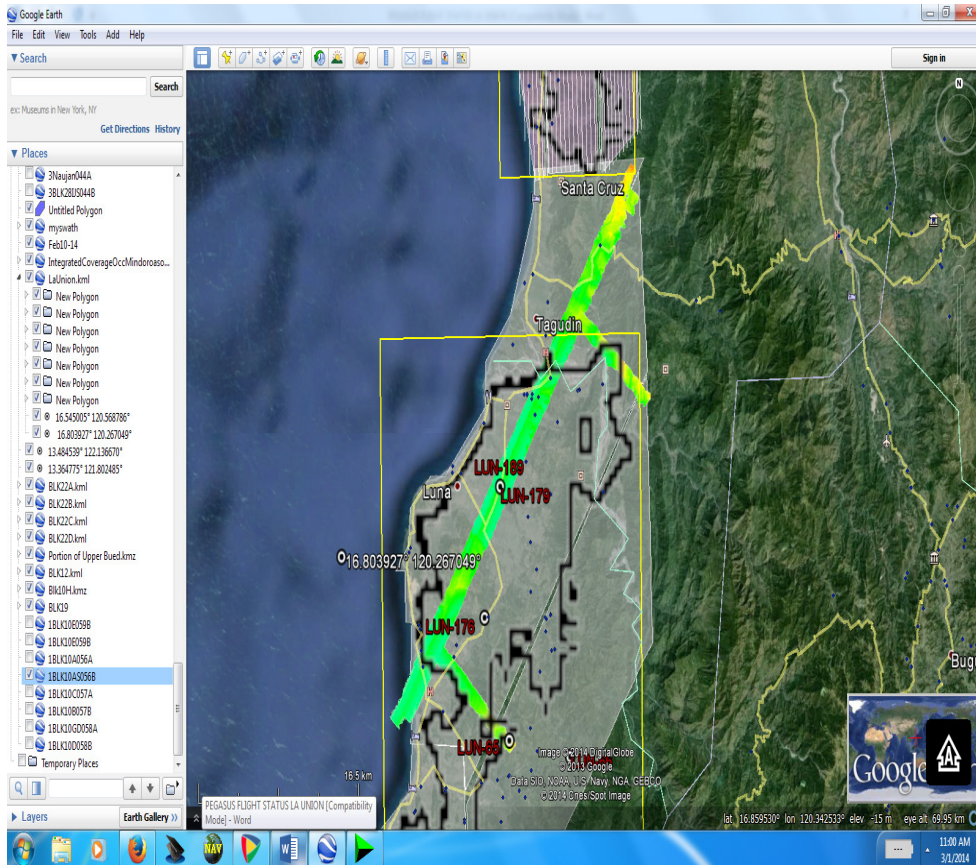 Google Earth
File Edit View Tools Add Help
Search
Sign in
Search
ex: Museums in New York, NY
Get Directions History
Places
3Naujan044A
3BLK28IJS044B
Untitled Polygon
myswath
Feb10-14
IntegratedCoverageOccMindoroaso...
LaUnion.kml
New Polygon
New Polygon
New Polygon
New Polygon
New Polygon
New Polygon
New Polygon
16.545005° 120.568786°
16.803927° 120.267049°
13.484539° 122.136670°
13.364775° 121.802485°
BLK22A.kml
BLK22B.kml
BLK22C.kml
BLK22D.kml
Portion of Upper Bued.kmz
BLK12.kml
Blk10H.kmz
BLK19
1BLK10E059B
1BLK10E059B
1BLK10A056A
1BLK10AS056B
1BLK10C057A
1BLK10B057B
1BLK10GD058A
1BLK10D058B
Temporary Places
Layers
Earth Gallery >>
N
Santa Cruz
Tagudin
LUN-189
Luna
LUN-179
16.803927° 120.267049°
LUN-178
Bugu
LUN-65
Image © 2014 DigitalGlobe
© 2013 Google
Data SIO, NOAA, U.S. Navy, NGA, GEBCO
© 2014 Cnes/Spot Image
16.5 km
Google
lat 16.859530° lon 120.342533° elev -15 m eye alt 69.95 km
PEGASUS FLIGHT STATUS LA UNION [Compatibility
Mode] - Word
NAV
11:00 AM
3/1/2014